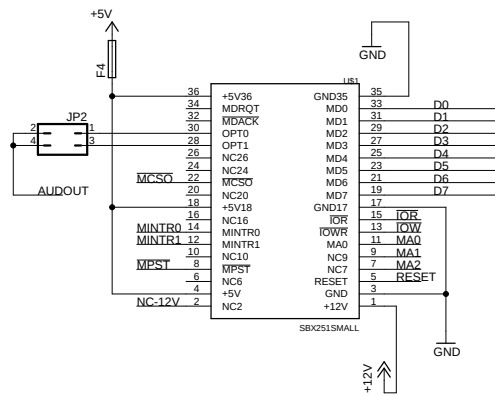 +5V
F4
GND
U$1
36 +5V36 GND35 35
34 MDRQT MD0 33 D0
32 MDACK MD1 31 D1
JP2
2 1 30 OPT0 MD2 29 D2
4 3 28 OPT1 MD3 27 D3
26 NC26 MD4 25 D4
24 NC24 MD5 23 D5
MCSO 22 MCSO MD6 21 D6
AUDOUT 20 NC20 MD7 19 D7
18 +5V18 GND17 17
16 NC16 IOR 15 IOR
MINTR0 14 MINTR0 IOWR 13 IOW
MINTR1 12 MINTR1 MA0 11 MA0
10 NC10 NC9 9 MA1
MPST 8 MPST NC7 7 MA2
6 NC6 RESET 5 RESET
4 +5V GND 3
NC-12V 2 NC2 +12V 1
SBX251SMALL
GND
+12V